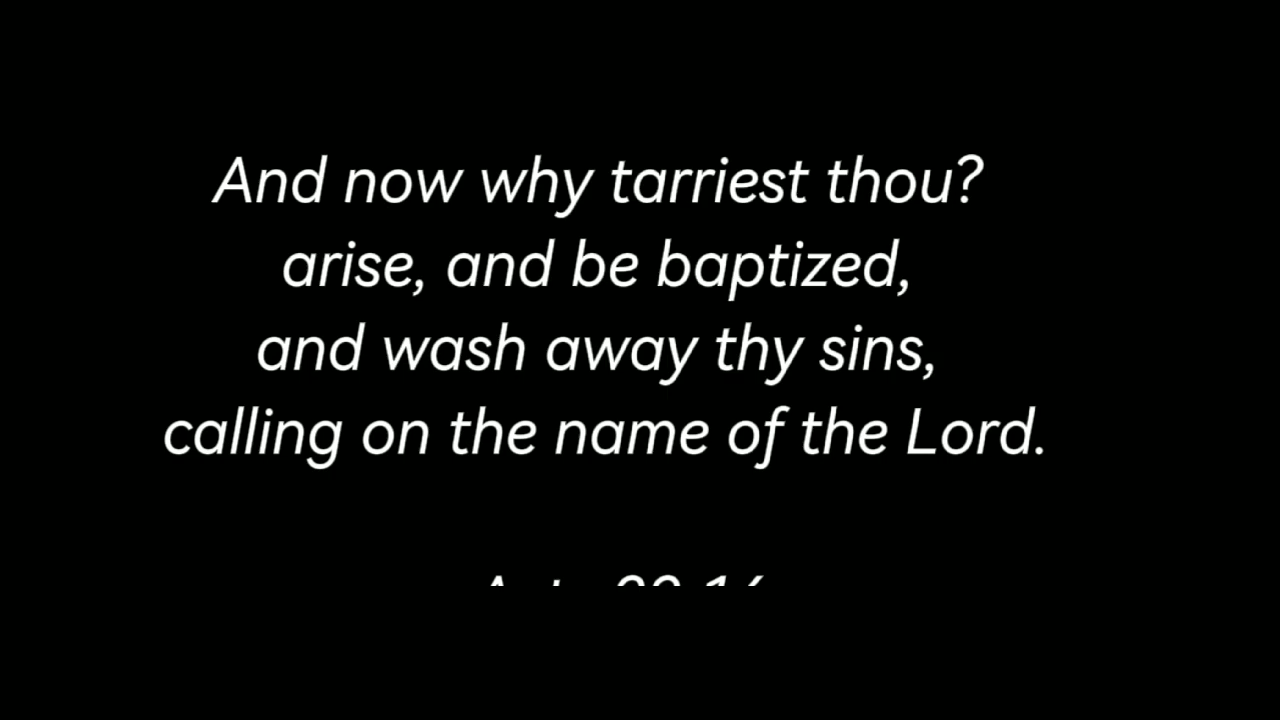 And now why tarriest thou?
arise, and be baptized,
and wash away thy sins,
calling on the name of the Lord.